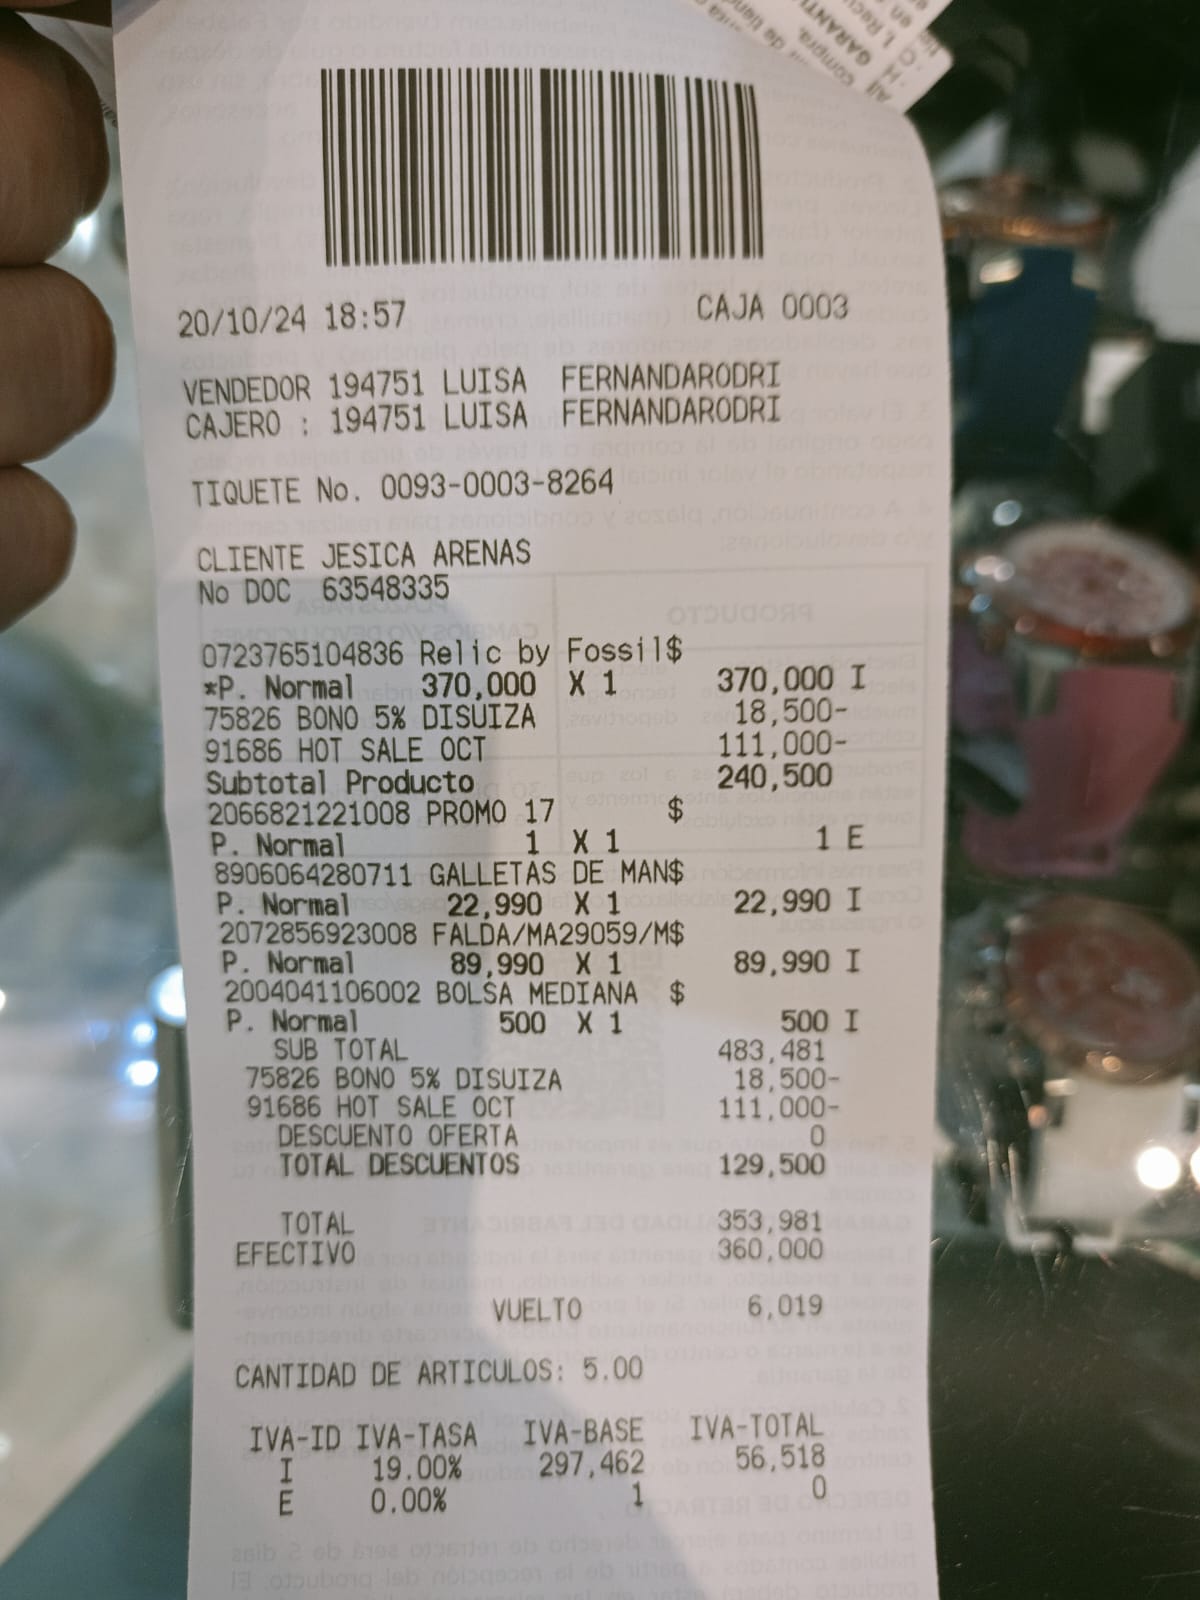 20/10/24 18:57 CAJA 0003
VENDEDOR 194751 LUISA FERNANDARODRI
CAJERO : 194751 LUISA FERNANDARODRI
TIQUETE No. 0093-0003-8264
CLIENTE JESICA ARENAS
No DOC 63548335
0723765104836 Relic by Fossil$
*P. Normal 370,000 X 1 370,000 I
75826 BONO 5% DISUIZA 18,500-
91686 HOT SALE OCT 111,000-
Subtotal Producto 240,500
2066821221008 PROMO 17 $
P. Normal 1 X 1 1 E
8906064280711 GALLETAS DE MAN$
P. Normal 22,990 X 1 22,990 I
2072856923008 FALDA/MA29059/M$
P. Normal 89,990 X 1 89,990 I
2004041106002 BOLSA MEDIANA $
P. Normal 500 X 1 500 I
SUB TOTAL 483,481
75826 BONO 5% DISUIZA 18,500-
91686 HOT SALE OCT 111,000-
DESCUENTO OFERTA 0
TOTAL DESCUENTOS 129,500
TOTAL 353,981
EFECTIVO 360,000
VUELTO 6,019
CANTIDAD DE ARTICULOS: 5.00
IVA-ID IVA-TASA IVA-BASE IVA-TOTAL
I 19.00% 297,462 56,518
E 0.00% 1 0